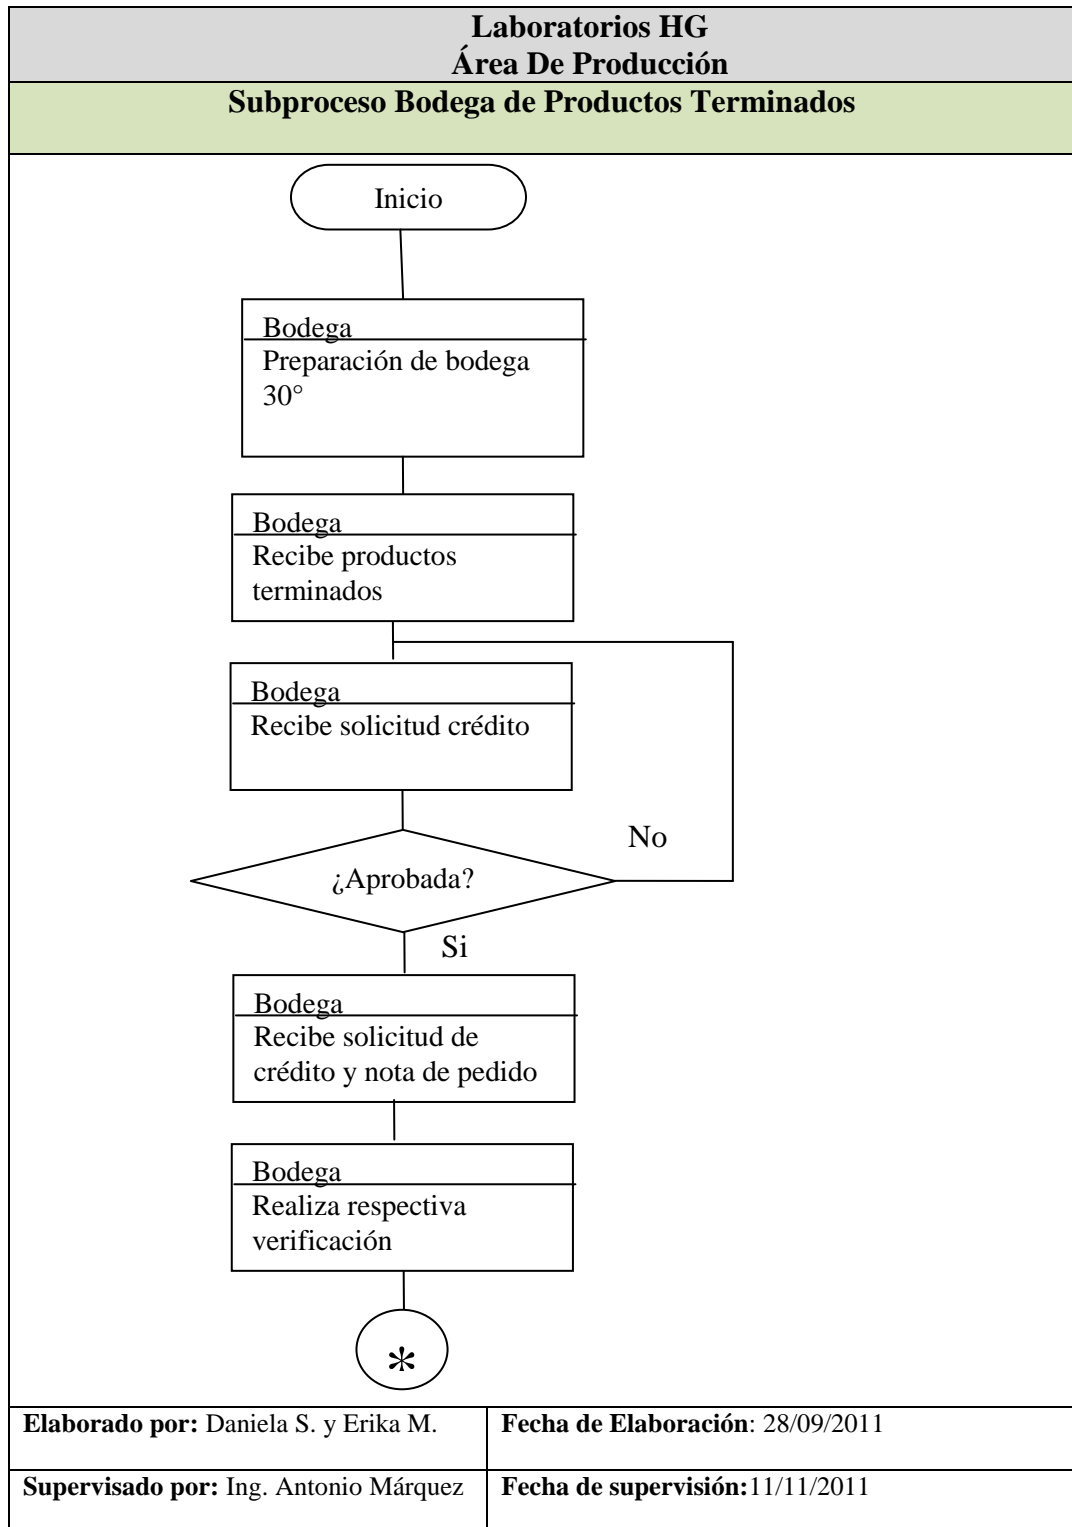 Laboratorios HG
Área De Producción
Subproceso Bodega de Productos Terminados
Inicio
Bodega
Preparación de bodega
30°
Bodega
Recibe productos
terminados
Bodega
Recibe solicitud crédito
No
¿Aprobada?
Si
Bodega
Recibe solicitud de
crédito y nota de pedido
Bodega
Realiza respectiva
verificación
*
Elaborado por: Daniela S. y Erika M.
Fecha de Elaboración: 28/09/2011
Supervisado por: Ing. Antonio Márquez
Fecha de supervisión:11/11/2011